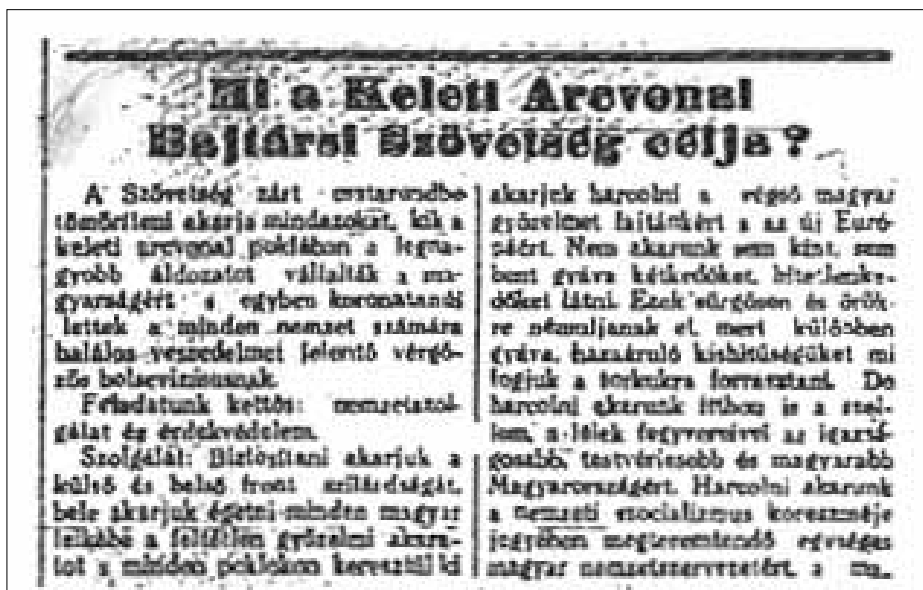 Mi a Keleti Arcvonal
Bajtársi Szövetség célja?
A Szövetség zárt csatarendbe
tömöríteni akarja mindazokat, kik a
keleti arcvonal poklában a legna-
gyobb áldozatot vállalták a ma-
gyarságért s egyben koronatanúi
lettek a minden nemzet számára
halálos veszedelmet jelentő vérgő-
zös bolsevizmusnak.
Feladatunk kettős: nemzetszol-
gálat és érdekvédelem.
Szolgálat: Biztosítani akarjuk a
külső és belső front szilárdságát,
bele akarjuk égetni minden magyar
lelkébe a feltétlen győzelmi akara-
tot s minden poklokon keresztül ki
akarjuk harcolni a végső magyar
győzelmet fajtánkért s az új Euró-
páért. Nem akarunk sem kint, sem
bent gyáva kétkedőket, hitetlenke-
dőket látni. Ezek sürgősen és örök-
re némuljanak el, mert különben
gyáva, hazaáruló kishitűségüket mi
fogjuk a torkukra forrasztani. De
harcolni akarunk itthon is a szel-
lem, a lélek fegyvereivel az igazsá-
gosabb, testvériesebb és magyarabb
Magyarországért. Harcolni akarunk
a nemzeti szocializmus koreszméje
jegyében megteremtendő egységes
magyar nemzetszervezetért, a ma-